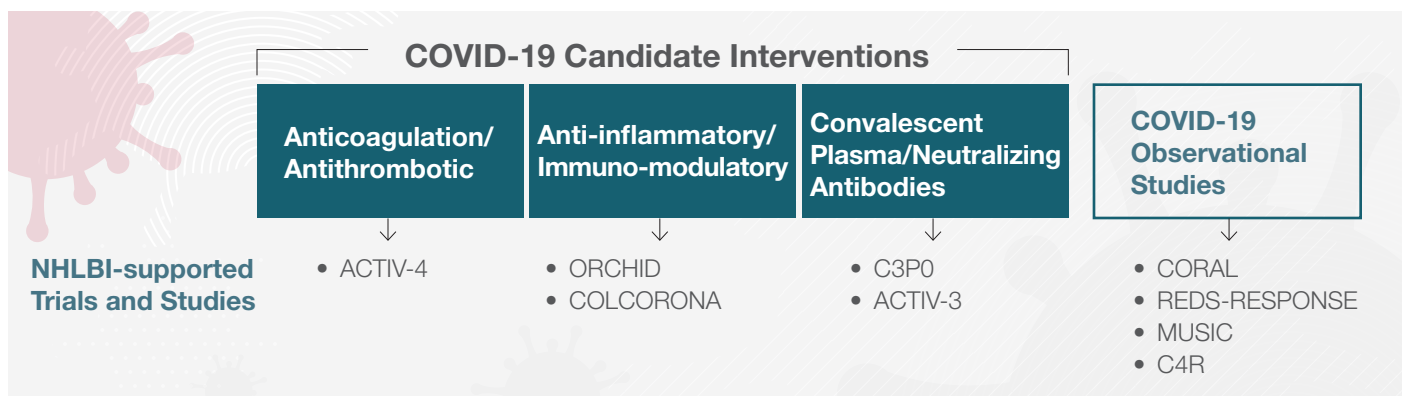 COVID-19 Candidate Interventions
Anticoagulation/
Antithrombotic
Anti-inflammatory/
Immuno-modulatory
Convalescent
Plasma/Neutralizing
Antibodies
COVID-19
Observational
Studies
NHLBI-supported
Trials and Studies
• ACTIV-4
• ORCHID
• COLCORONA
• C3P0
• ACTIV-3
• CORAL
• REDS-RESPONSE
• MUSIC
• C4R